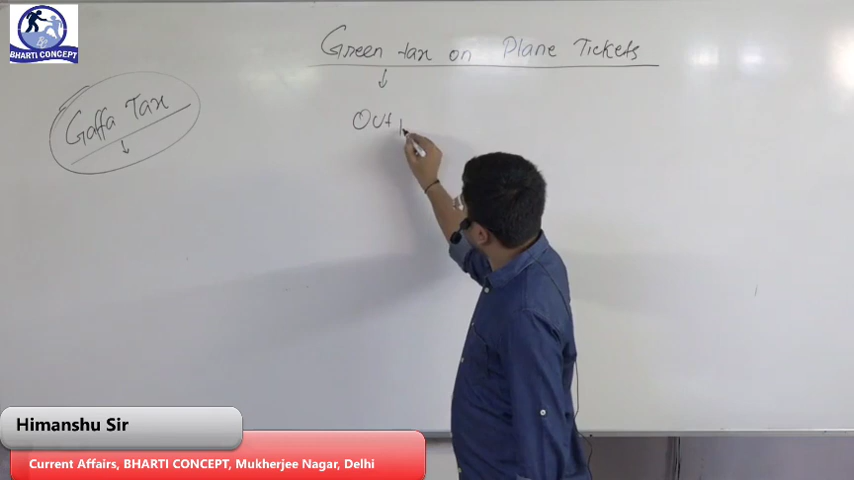 BHARTI CONCEPT
Green tax on Plane Tickets
Gaffa Tax
Out
Himanshu Sir
Current Affairs, BHARTI CONCEPT, Mukherjee Nagar, Delhi